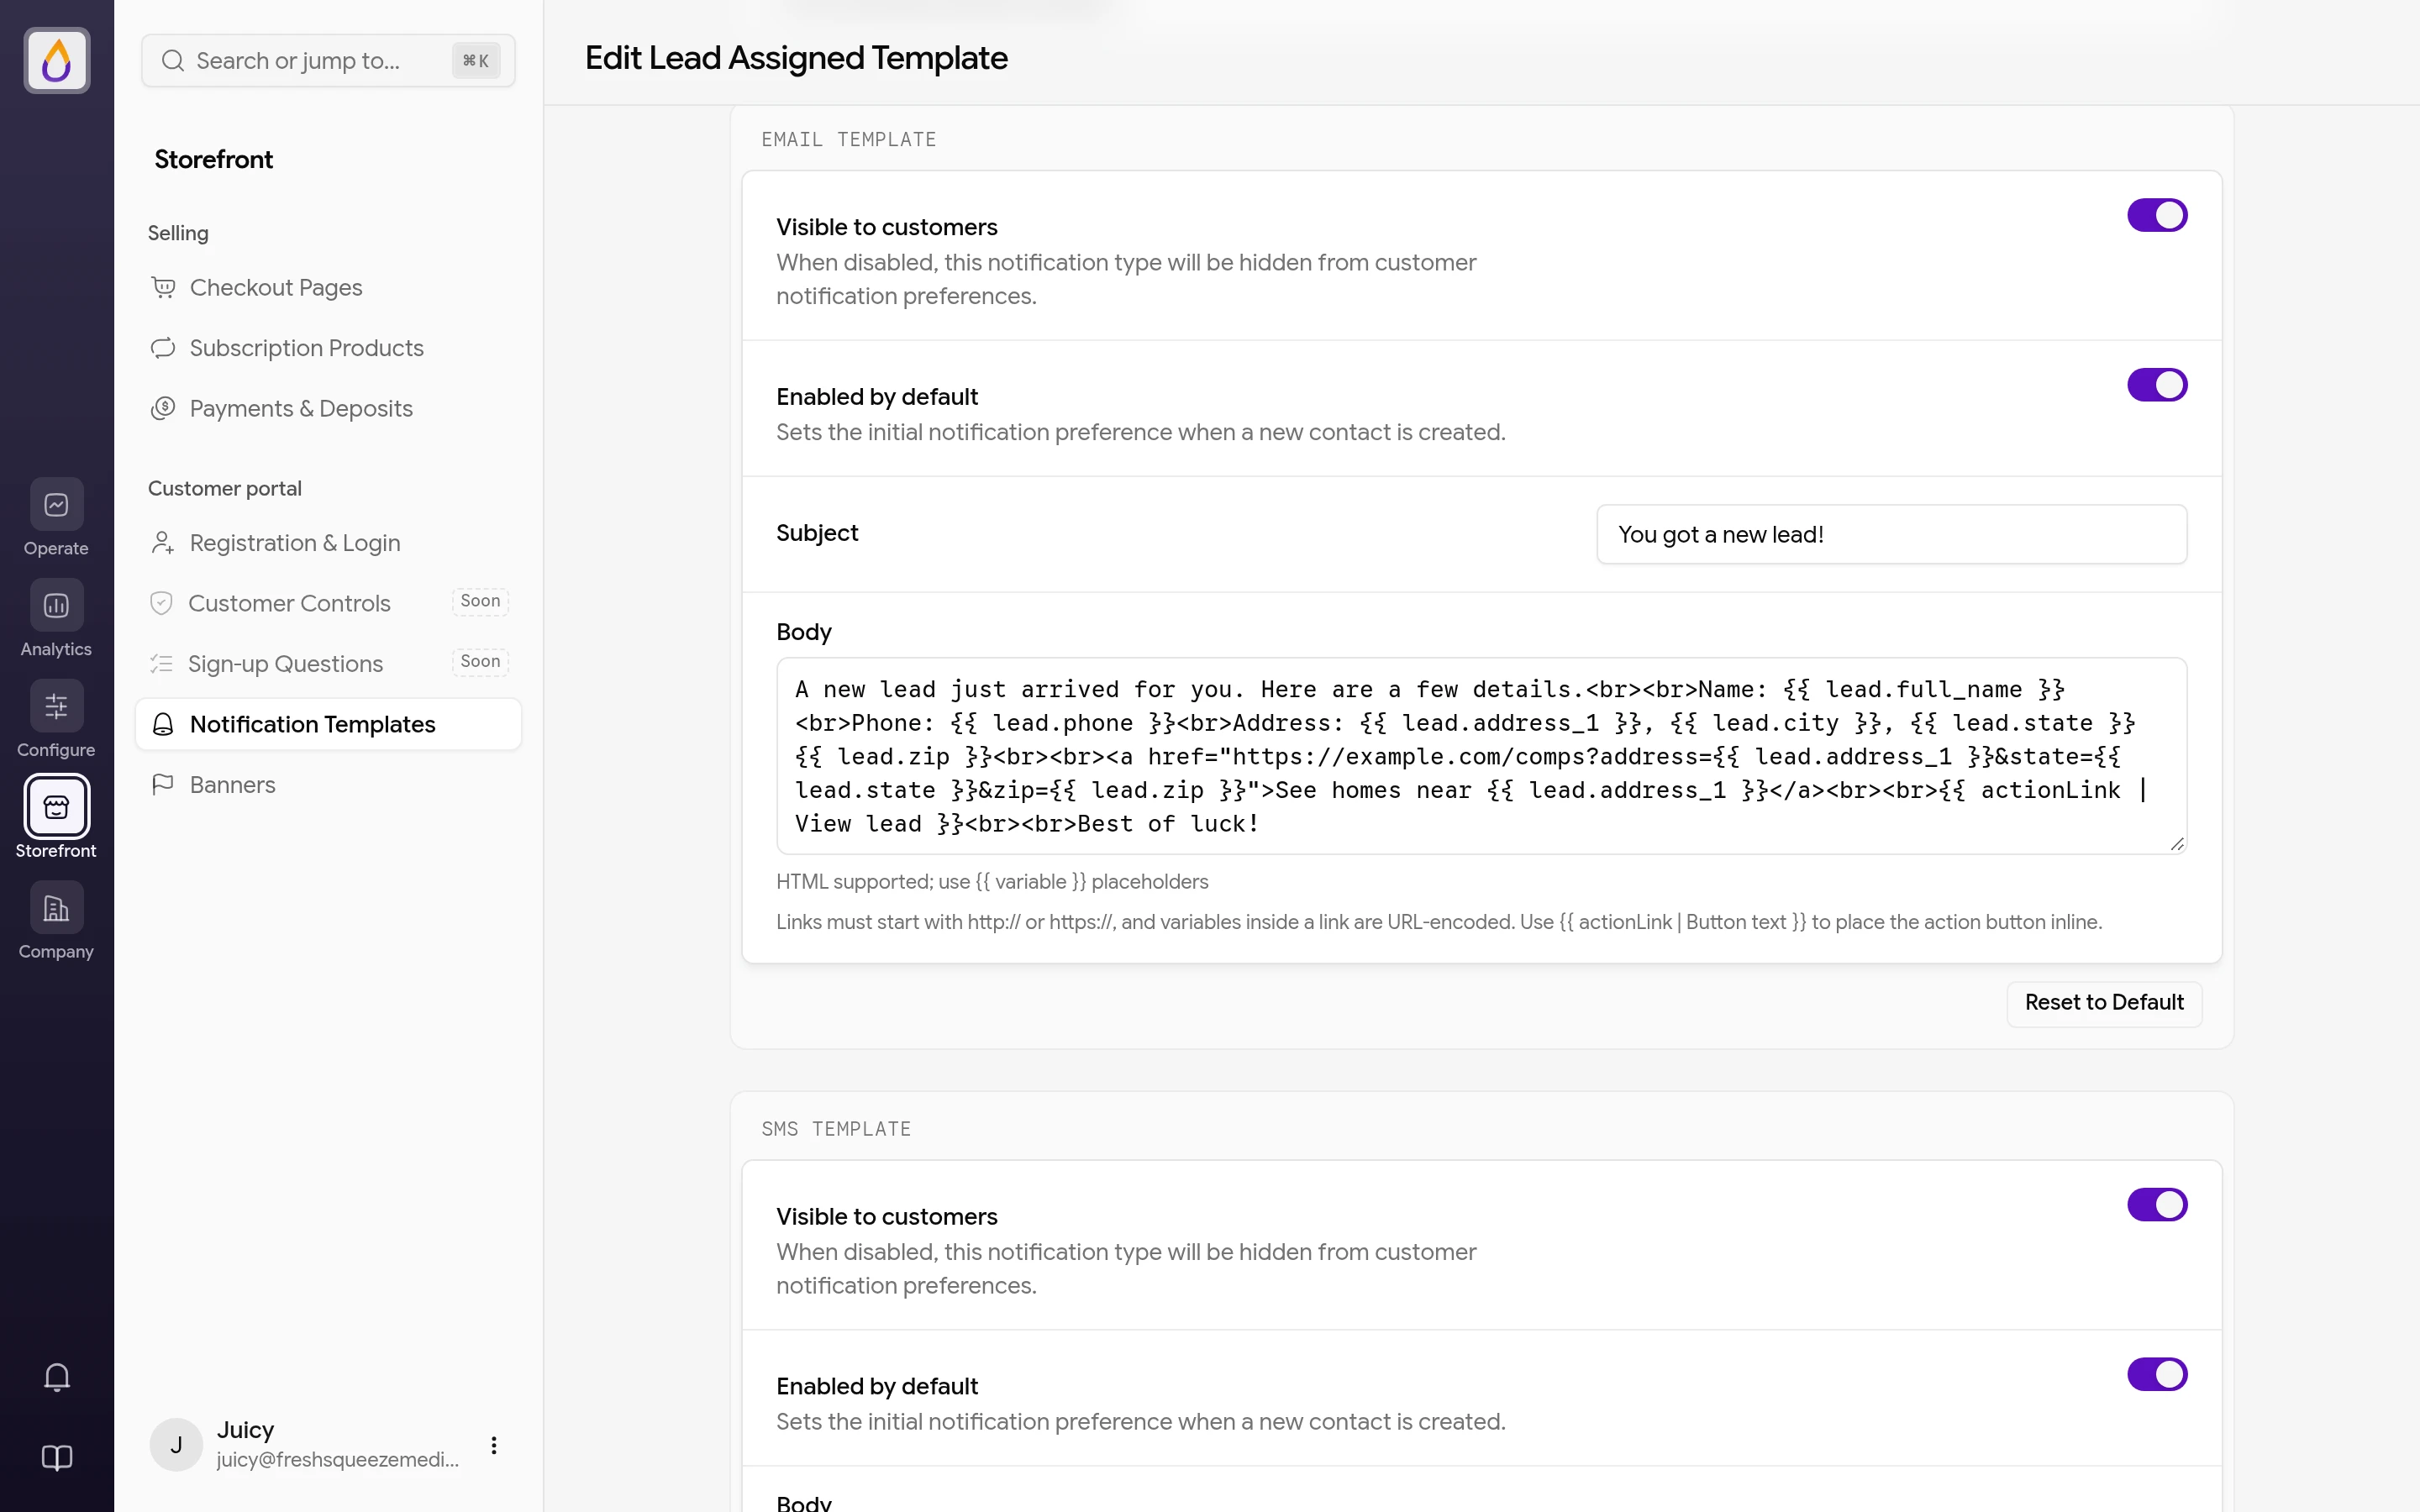 Search or jump to...
⌘ K
Edit Lead Assigned Template
Storefront
Selling
Checkout Pages
Subscription Products
Payments & Deposits
Customer portal
Registration & Login
Customer Controls
Soon
Sign-up Questions
Soon
Notification Templates
Banners
Operate
Analytics
Configure
Storefront
Company
J
Juicy
juicy@freshsqueezemedi...
EMAIL TEMPLATE
Visible to customers
When disabled, this notification type will be hidden from customer
notification preferences.
Enabled by default
Sets the initial notification preference when a new contact is created.
Subject
You got a new lead!
Body
A new lead just arrived for you. Here are a few details.<br><br>Name: {{ lead.full_name }}
<br>Phone: {{ lead.phone }}<br>Address: {{ lead.address_1 }}, {{ lead.city }}, {{ lead.state }}
{{ lead.zip }}<br><br><a href="https://example.com/comps?address={{ lead.address_1 }}&state={{
lead.state }}&zip={{ lead.zip }}">See homes near {{ lead.address_1 }}</a><br><br>{{ actionLink |
View lead }}<br><br>Best of luck!
HTML supported; use {{ variable }} placeholders
Links must start with http:// or https://, and variables inside a link are URL-encoded. Use {{ actionLink | Button text }} to place the action button inline.
Reset to Default
SMS TEMPLATE
Visible to customers
When disabled, this notification type will be hidden from customer
notification preferences.
Enabled by default
Sets the initial notification preference when a new contact is created.
Body